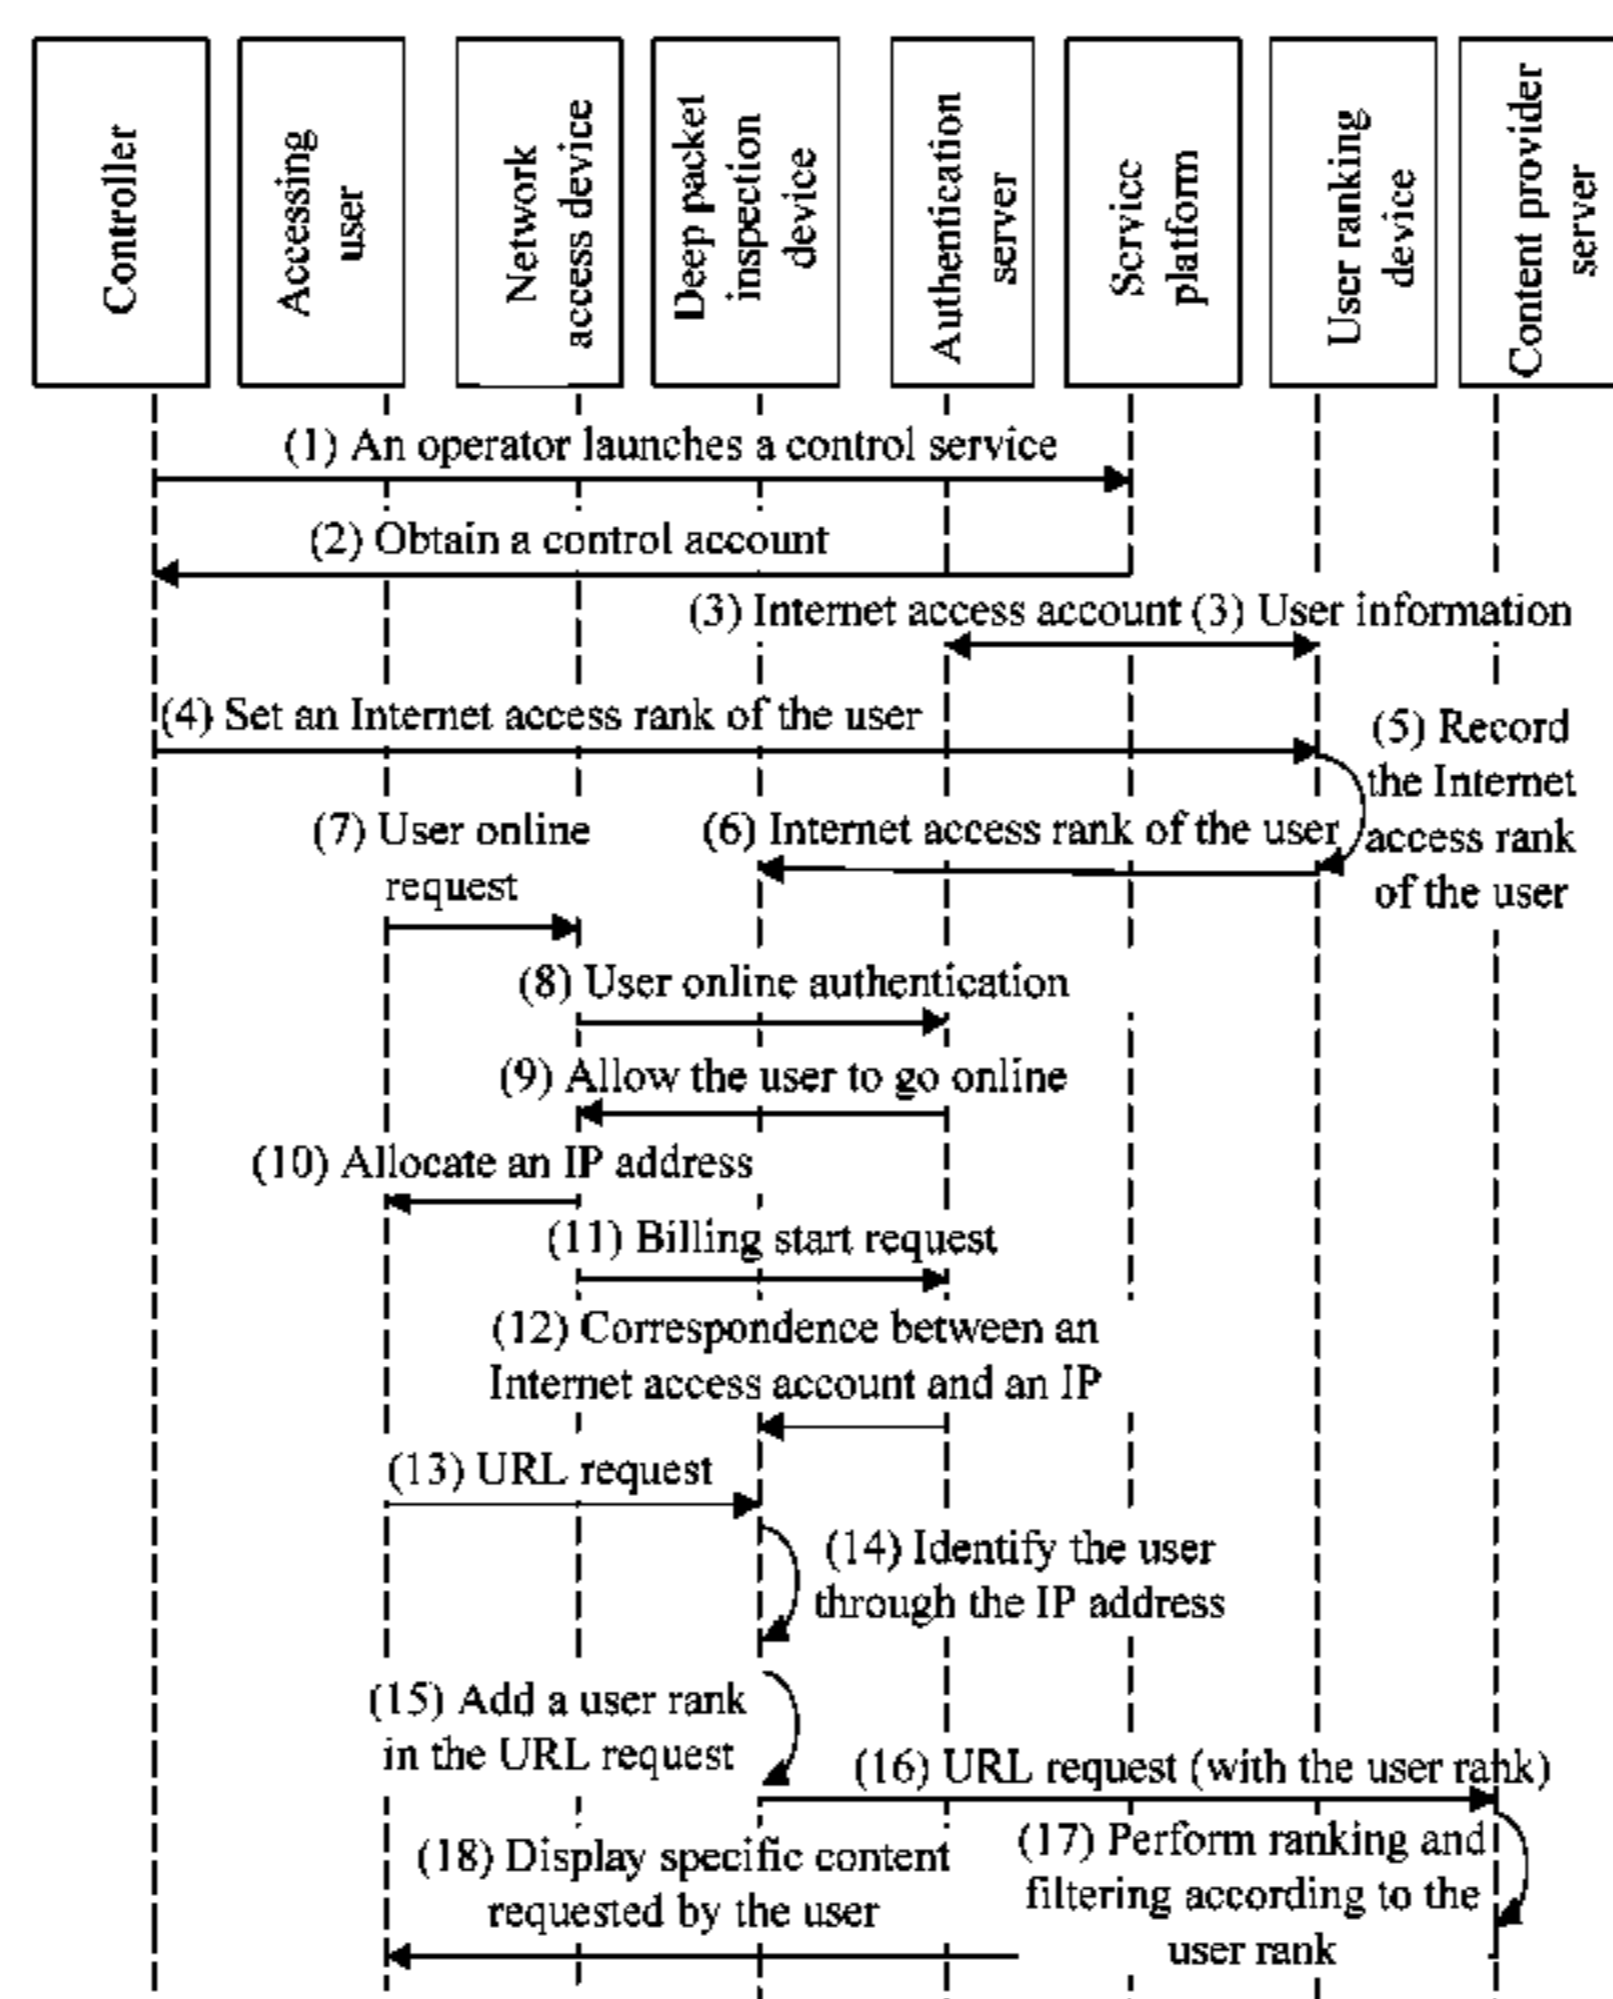 Controller
Accessing
user
Network
access device
Deep packet
inspection
device
Authentication
server
Service
platform
User ranking
device
Content provider
server
(1) An operator launches a control service
(2) Obtain a control account
(3) Internet access account (3) User information
(4) Set an Internet access rank of the user
(5) Record
the Internet
access rank
of the user
(6) Internet access rank of the user
(7) User online
request
(8) User online authentication
(9) Allow the user to go online
(10) Allocate an IP address
(11) Billing start request
(12) Correspondence between an
Internet access account and an IP
(13) URL request
(14) Identify the user
through the IP address
(15) Add a user rank
in the URL request
(16) URL request (with the user rank)
(17) Perform ranking and
filtering according to the
user rank
(18) Display specific content
requested by the user